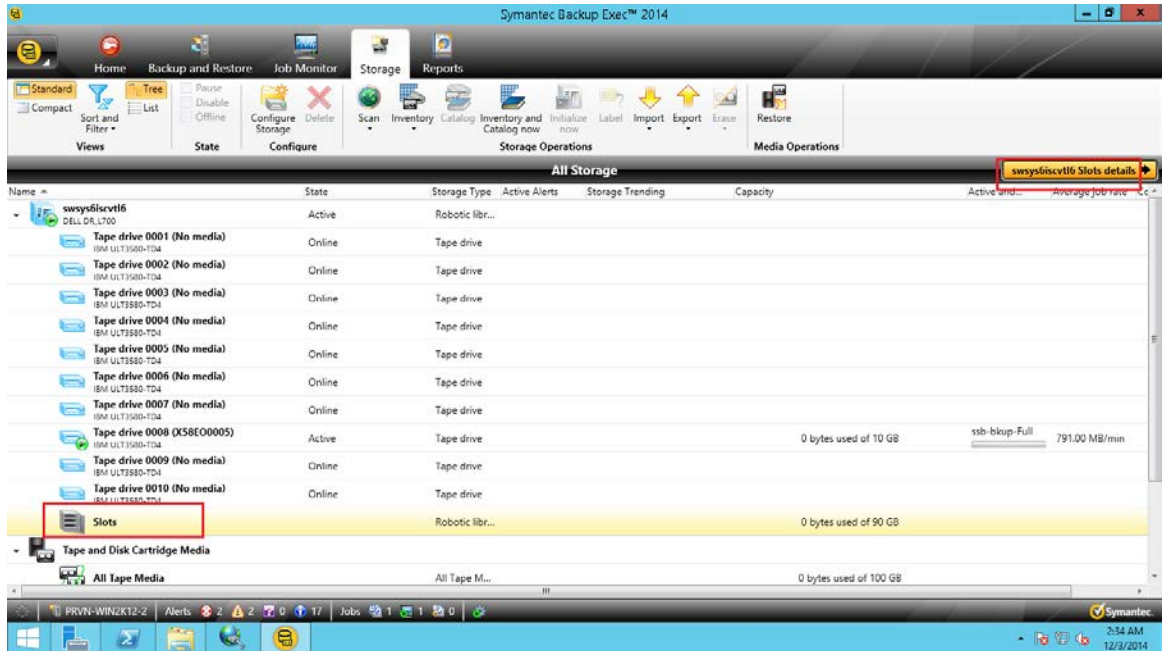 Symantec Backup Exec™ 2014
Home Backup and Restore Job Monitor Storage Reports
Standard Compact Sort and Filter Tree List
Pause Disable Offline
Configure Storage Delete
Scan Inventory Catalog Inventory and Catalog now Initialize now Label Import Export Erase
Restore
Views State Configure Storage Operations Media Operations
All Storage
swsys6iscvtl6 Slots details
Name State Storage Type Active Alerts Storage Trending Capacity Active and... Average Job rate
swsys6iscvtl6 Active Robotic libr...
DELL DR_L700
Tape drive 0001 (No media) Online Tape drive
IBM ULT3580-TD4
Tape drive 0002 (No media) Online Tape drive
IBM ULT3580-TD4
Tape drive 0003 (No media) Online Tape drive
IBM ULT3580-TD4
Tape drive 0004 (No media) Online Tape drive
IBM ULT3580-TD4
Tape drive 0005 (No media) Online Tape drive
IBM ULT3580-TD4
Tape drive 0006 (No media) Online Tape drive
IBM ULT3580-TD4
Tape drive 0007 (No media) Online Tape drive
IBM ULT3580-TD4
Tape drive 0008 (X58EO0005) Active Tape drive 0 bytes used of 10 GB ssb-bkup-Full 791.00 MB/min
IBM ULT3580-TD4
Tape drive 0009 (No media) Online Tape drive
IBM ULT3580-TD4
Tape drive 0010 (No media) Online Tape drive
IBM ULT3580-TD4
Slots Robotic libr... 0 bytes used of 90 GB
Tape and Disk Cartridge Media
All Tape Media All Tape M... 0 bytes used of 100 GB
PRVN-WIN2K12-2 Alerts 2 2 0 17 Jobs 1 1 0 Symantec.
2:34 AM
12/3/2014